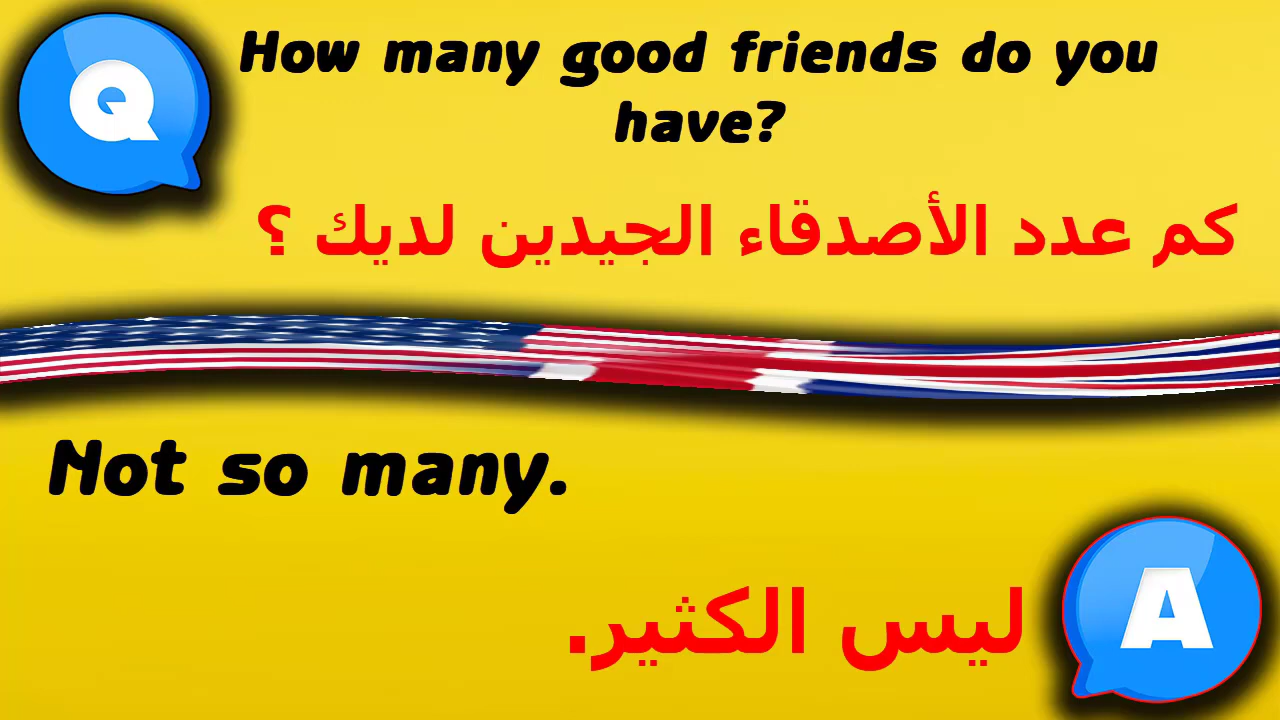 Q
How many good friends do you
have?
كم عدد الأصدقاء الجيدين لديك ؟
Not so many.
ليس الكثير.
A